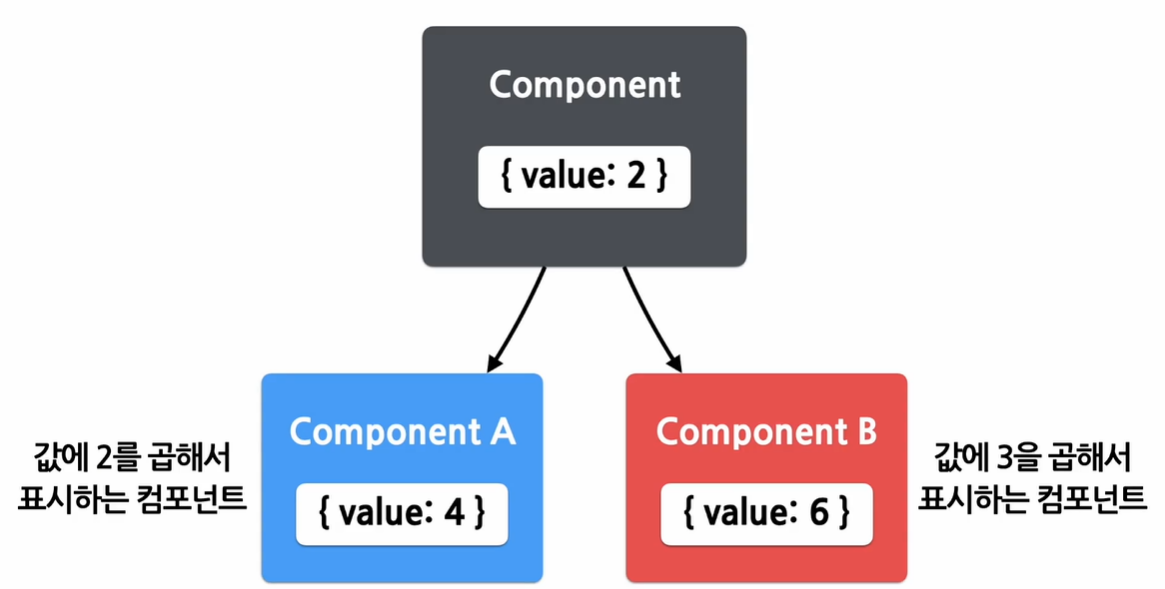 Component
{ value: 2 }
Component A
{ value: 4 }
값에 2를 곱해서
표시하는 컴포넌트
Component B
{ value: 6 }
값에 3을 곱해서
표시하는 컴포넌트